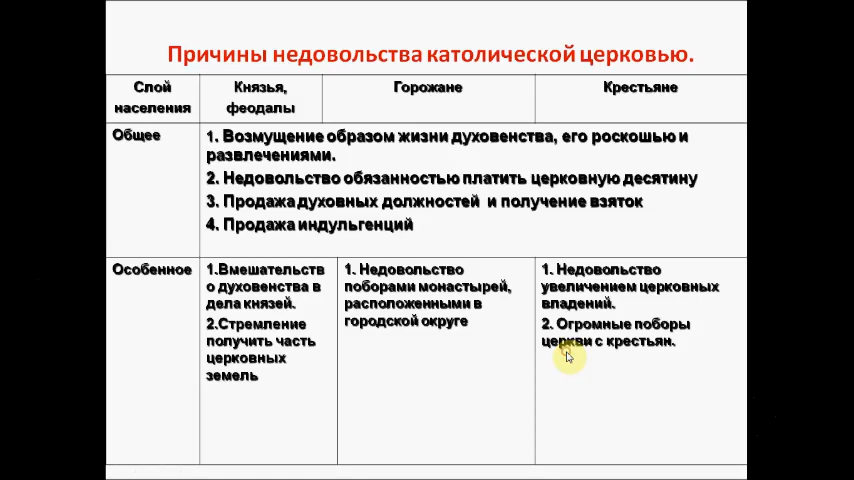 Причины недовольства католической церковью.
Слой
населения
Князья,
феодалы
Горожане
Крестьяне
Общее
1. Возмущение образом жизни духовенства, его роскошью и
развлечениями.
2. Недовольство обязанностью платить церковную десятину
3. Продажа духовных должностей и получение взяток
4. Продажа индульгенций
Особенное
1.Вмешательств
о духовенства в
дела князей.
2.Стремление
получить часть
церковных
земель
1. Недовольство
поборами монастырей,
расположенными в
городской округе
1. Недовольство
увеличением церковных
владений.
2. Огромные поборы
церкви с крестьян.